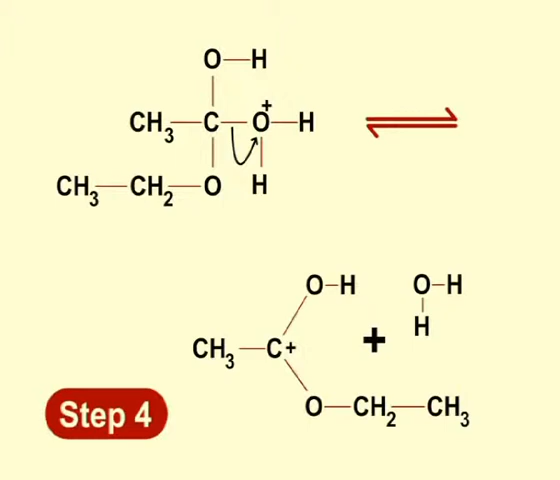 O—H
CH₃—C—O⁺—H
CH₃—CH₂—O H
O—H O—H
H
CH₃—C+ +
O—CH₂—CH₃
Step 4